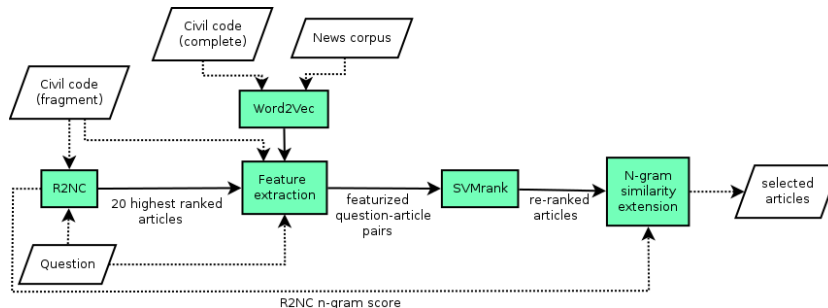 Civil code
(complete)
News corpus
Civil code
(fragment)
Word2Vec
R2NC
20 highest ranked
articles
Feature
extraction
featurized
question-article
pairs
SVMrank
re-ranked
articles
N-gram
similarity
extension
selected
articles
Question
R2NC n-gram score